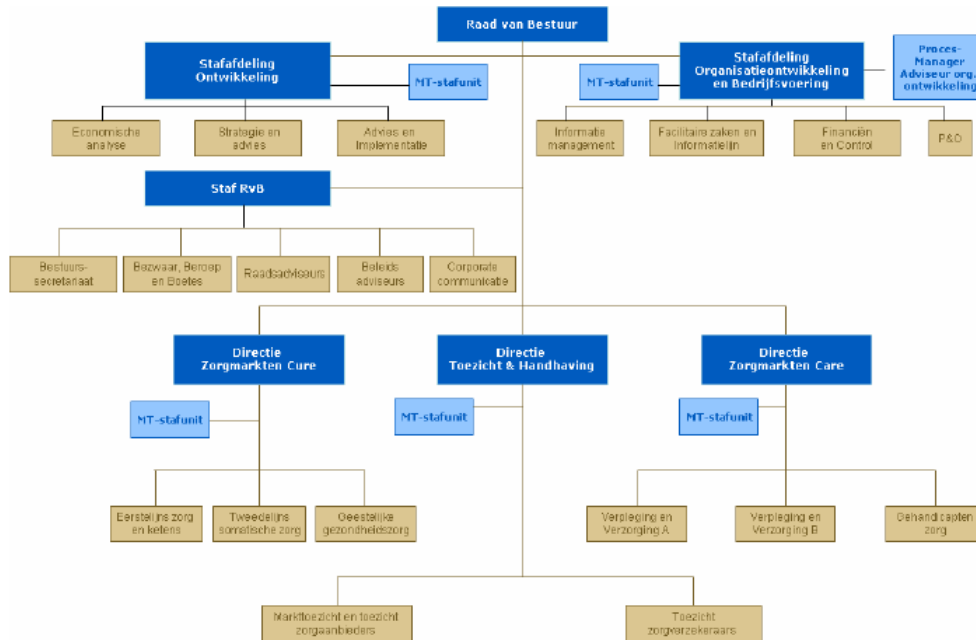 Raad van Bestuur
Stafafdeling
Ontwikkeling
MT-stafunit
MT-stafunit
Stafafdeling
Organisatieontwikkeling
en Bedrijfsvoering
Proces-
Manager
Adviseur org.
ontwikkeling
Economische
analyse
Strategie en
advies
Advies en
Implementatie
Informatie
management
Facilitaire zaken en
Informatielijn
Financiën
en Control
P&O
Staf RvB
Bestuurs-
secretariaat
Bezwaar, Beroep
en Boetes
Raadsadviseurs
Beleids
adviseurs
Corporate
communicatie
Directie
Zorgmarkten Cure
Directie
Toezicht & Handhaving
Directie
Zorgmarkten Care
MT-stafunit
MT-stafunit
MT-stafunit
Eerstelijns zorg
en ketens
Tweedelijns
somatische zorg
Geestelijke
gezondheidszorg
Verpleging en
Verzorging A
Verpleging en
Verzorging B
Gehandicapten
zorg
Markttoezicht en toezicht
zorgaanbieders
Toezicht
zorgverzekeraars